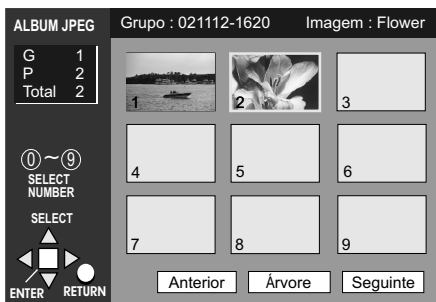 ALBUM JPEG
Grupo : 021112-1620 Imagem : Flower
G 1
P 2
Total 2
1 2 3
4 5 6
7 8 9
0~9
SELECT
NUMBER
SELECT
ENTER RETURN
Anterior Árvore Seguinte